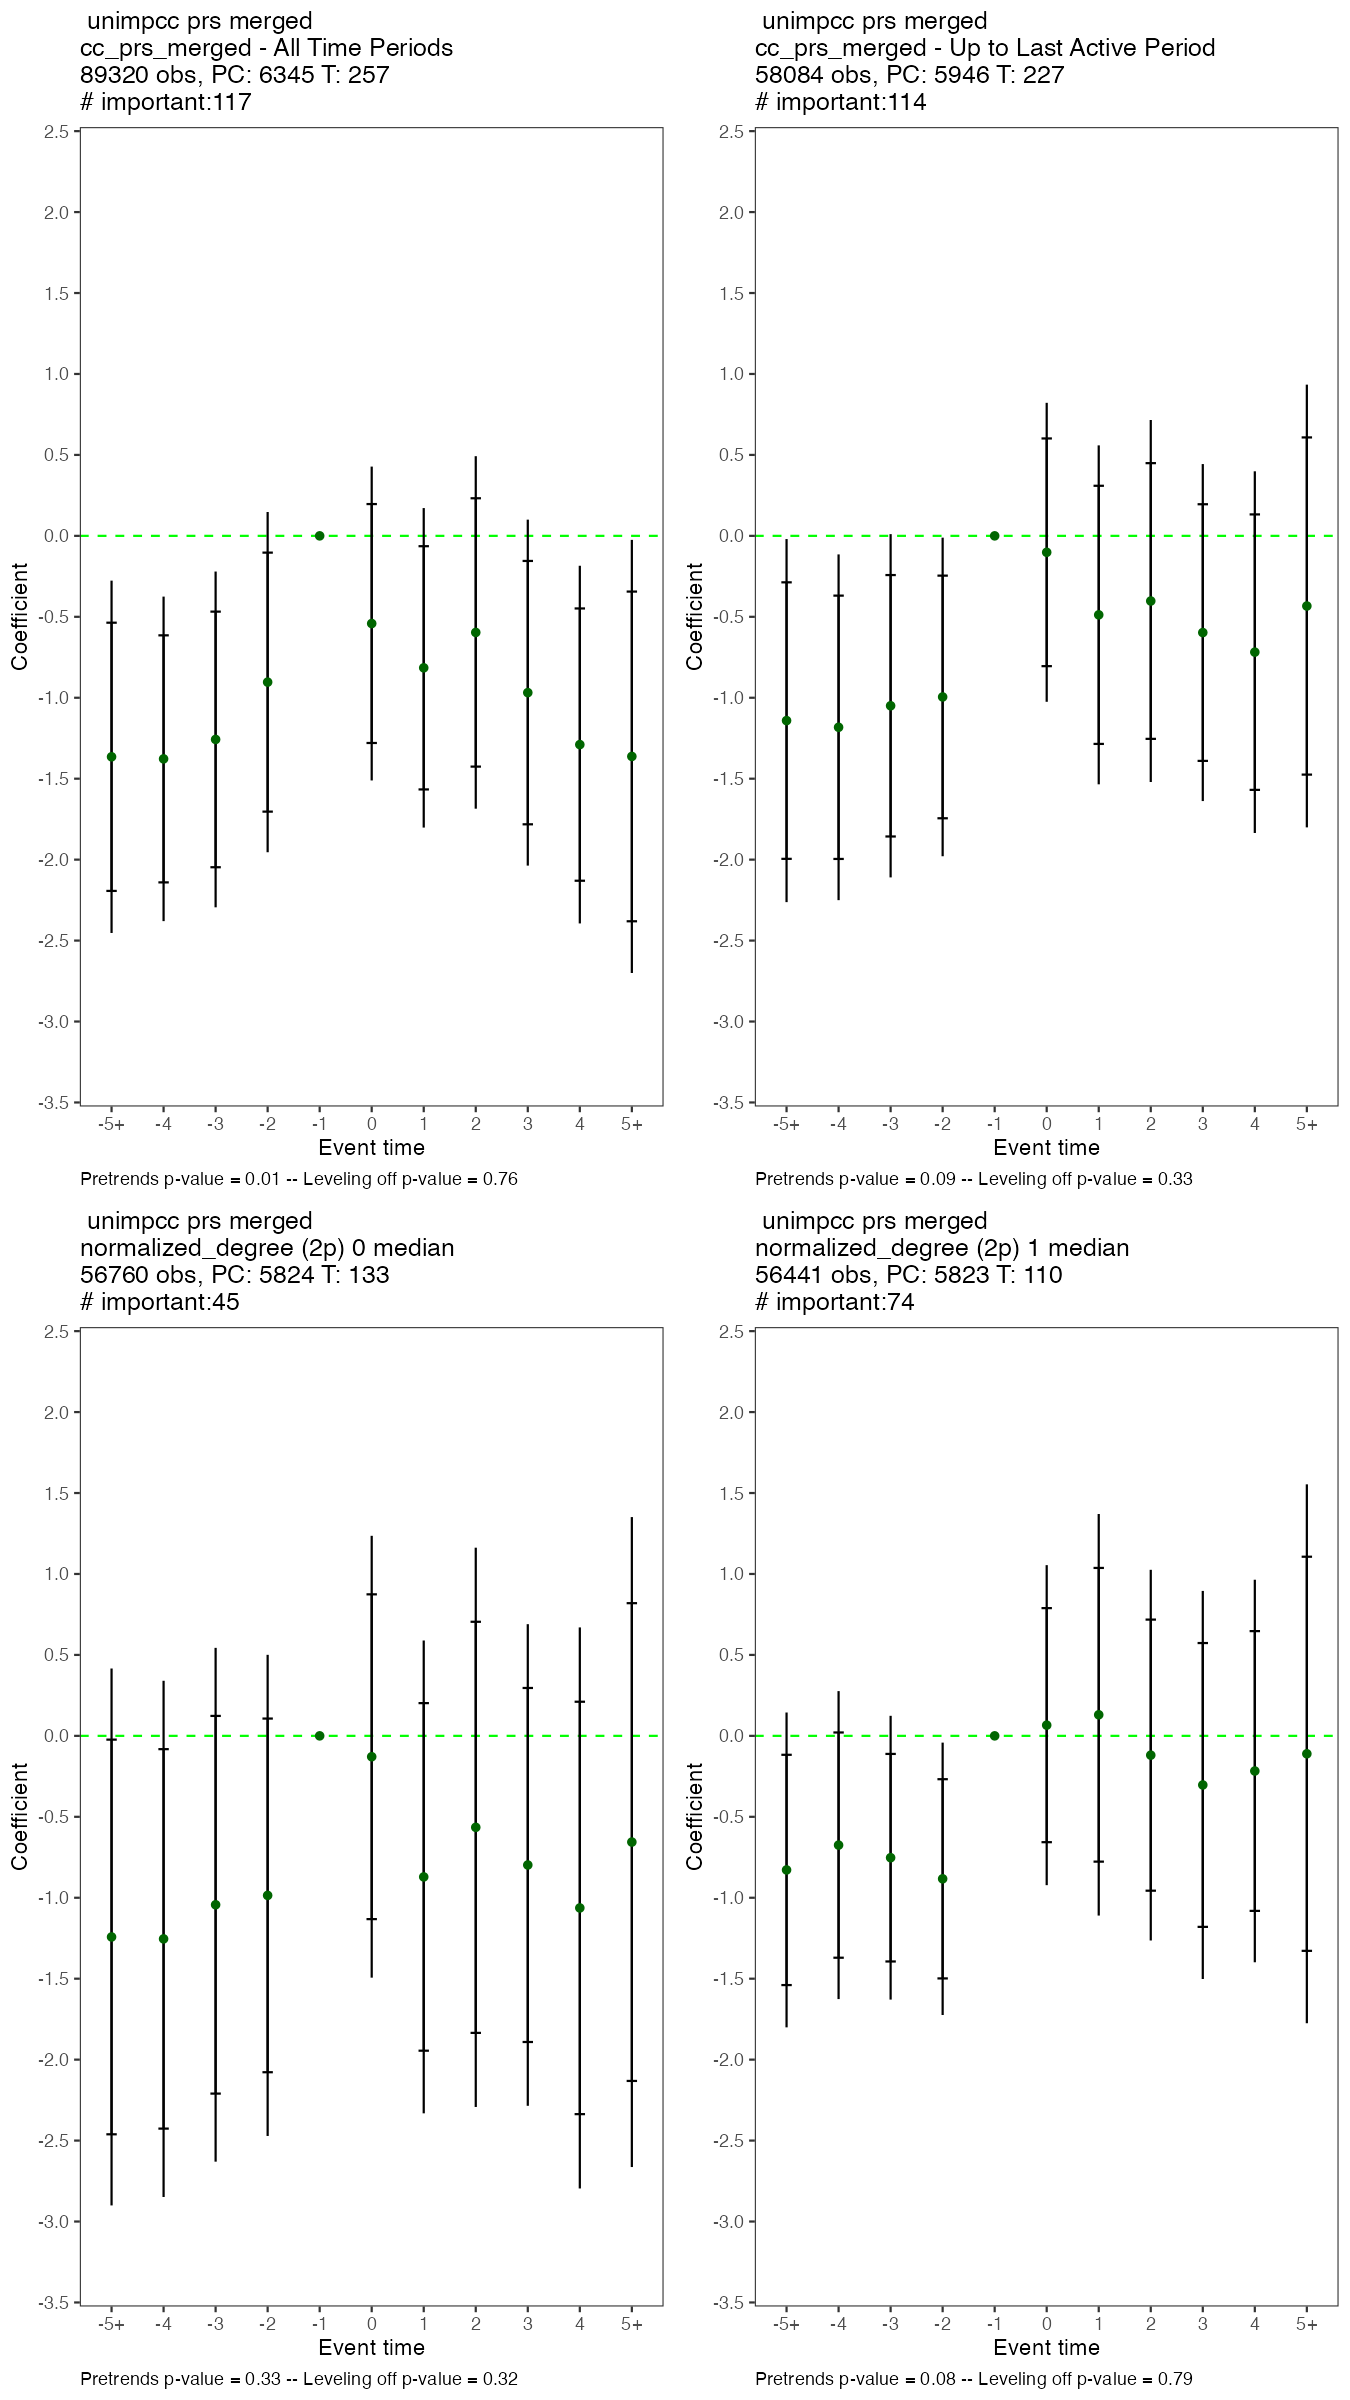 unimpcc prs merged
cc_prs_merged - All Time Periods
89320 obs, PC: 6345 T: 257
# important:117
2.5
2.0
1.5
1.0
0.5
0.0
-0.5
-1.0
-1.5
-2.0
-2.5
-3.0
-3.5
Coefficient
-5+ -4 -3 -2 -1 0 1 2 3 4 5+
Event time
Pretrends p-value = 0.01 -- Leveling off p-value = 0.76
unimpcc prs merged
cc_prs_merged - Up to Last Active Period
58084 obs, PC: 5946 T: 227
# important:114
2.5
2.0
1.5
1.0
0.5
0.0
-0.5
-1.0
-1.5
-2.0
-2.5
-3.0
-3.5
Coefficient
-5+ -4 -3 -2 -1 0 1 2 3 4 5+
Event time
Pretrends p-value = 0.09 -- Leveling off p-value = 0.33
unimpcc prs merged
normalized_degree (2p) 0 median
56760 obs, PC: 5824 T: 133
# important:45
2.5
2.0
1.5
1.0
0.5
0.0
-0.5
-1.0
-1.5
-2.0
-2.5
-3.0
-3.5
Coefficient
-5+ -4 -3 -2 -1 0 1 2 3 4 5+
Event time
Pretrends p-value = 0.33 -- Leveling off p-value = 0.32
unimpcc prs merged
normalized_degree (2p) 1 median
56441 obs, PC: 5823 T: 110
# important:74
2.5
2.0
1.5
1.0
0.5
0.0
-0.5
-1.0
-1.5
-2.0
-2.5
-3.0
-3.5
Coefficient
-5+ -4 -3 -2 -1 0 1 2 3 4 5+
Event time
Pretrends p-value = 0.08 -- Leveling off p-value = 0.79